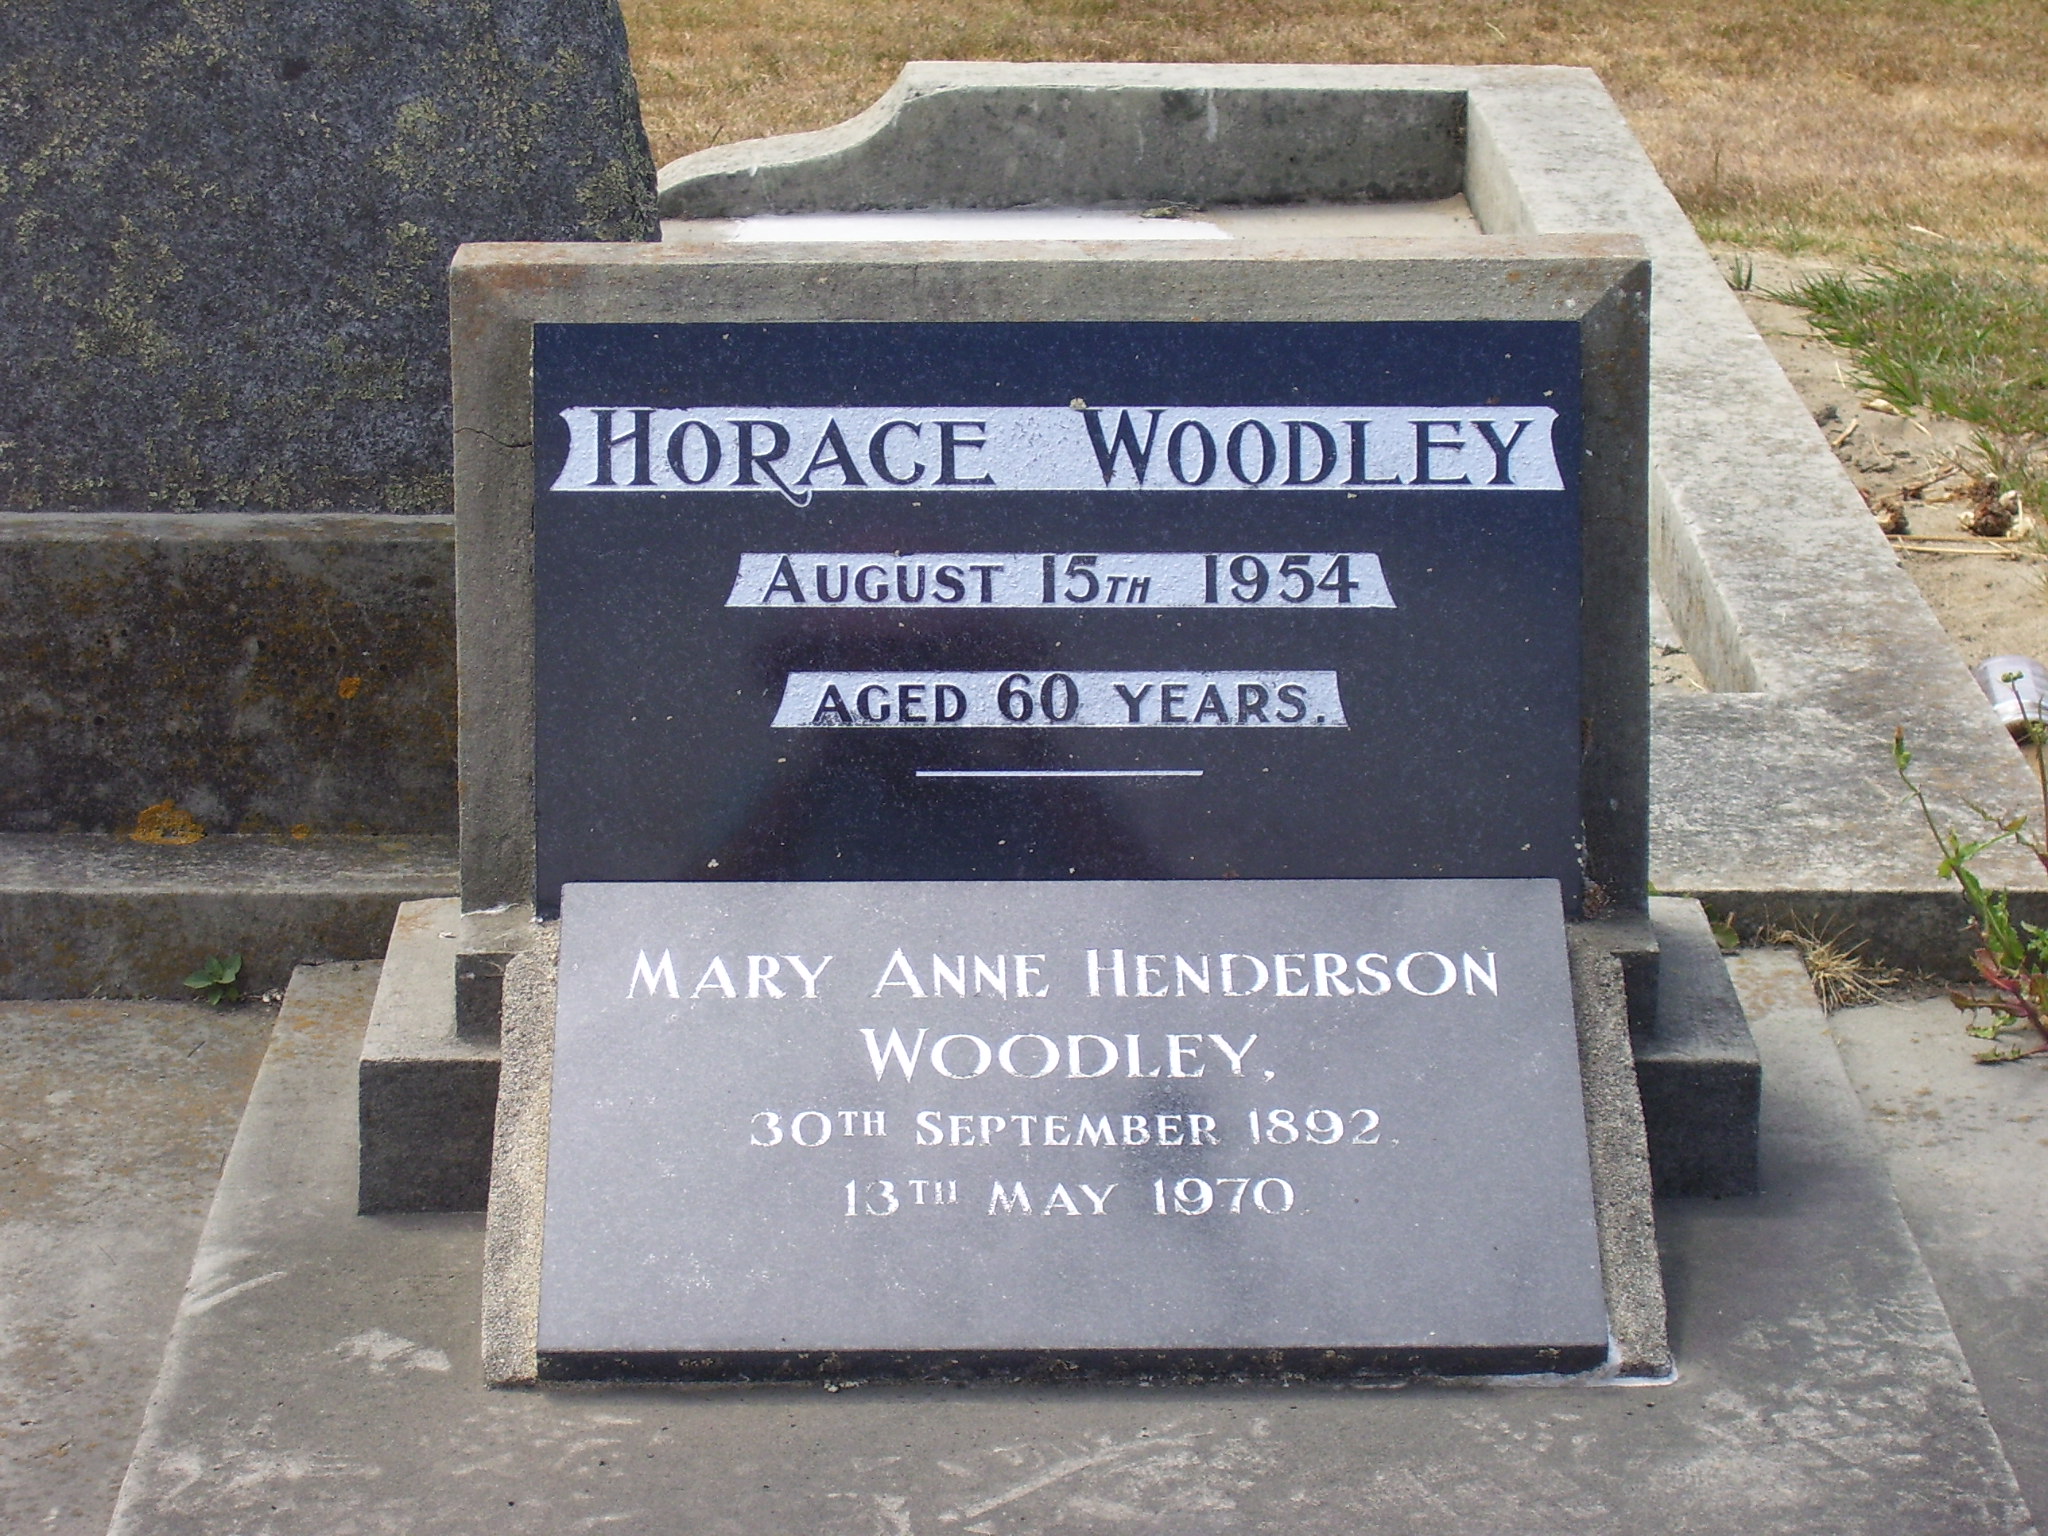 HORACE WOODLEY
AUGUST 15TH 1954
AGED 60 YEARS.
MARY ANNE HENDERSON
WOODLEY,
30TH SEPTEMBER 1892,
13TH MAY 1970.